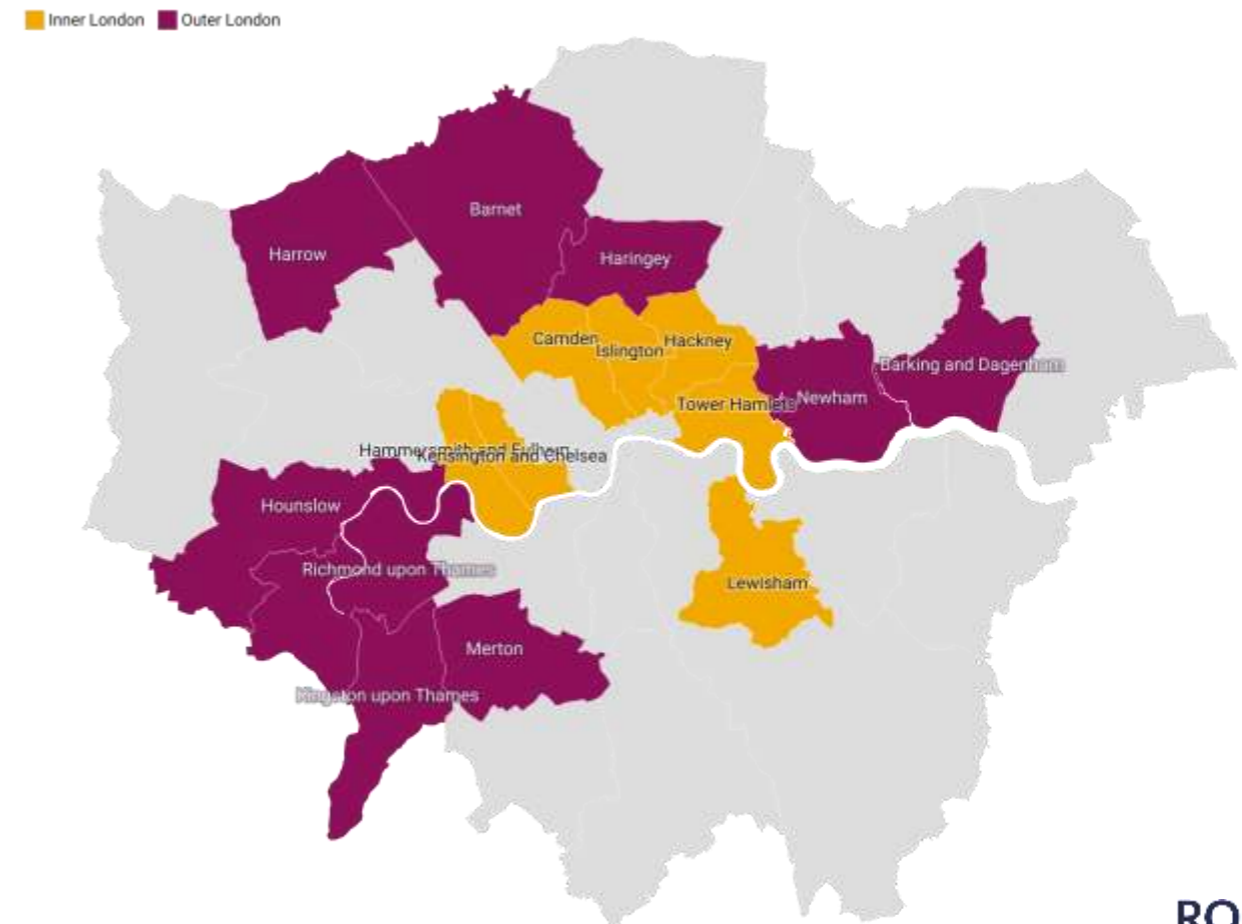 Inner London Outer London
Barnet
Harrow
Haringey
Camden
Hackney
Islington
Barking and Dagenham
Newham
Tower Hamlets
Hammersmith and Fulham
Kensington and Chelsea
Hounslow
Richmond upon Thames
Lewisham
Merton
Kingston upon Thames
RO